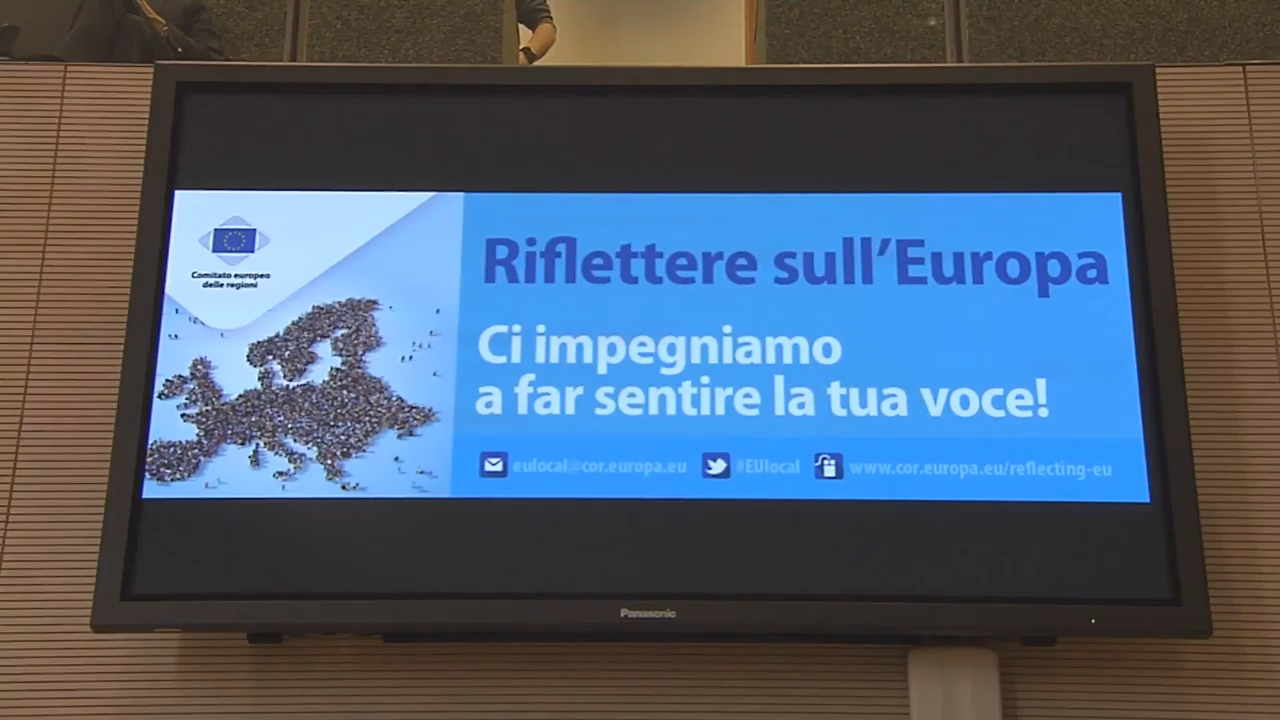 Comitato europeo
delle regioni
Riflettere sull'Europa
Ci impegniamo
a far sentire la tua voce!
eulocal@cor.europa.eu #EUlocal www.cor.europa.eu/reflecting-eu
Panasonic